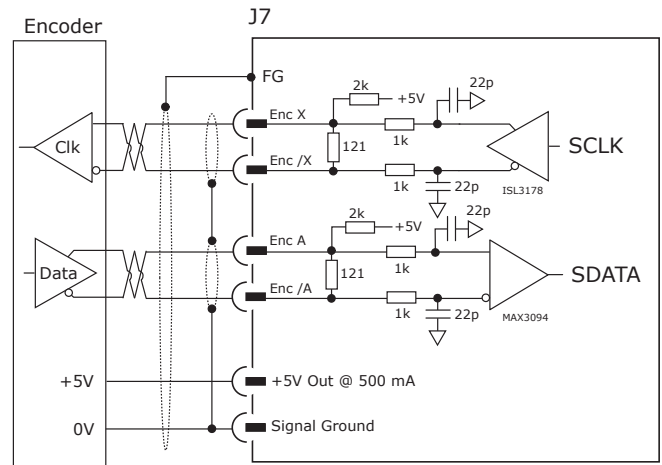 Encoder
J7
FG
2k
+5V
22p
Enc X
1k
Clk
121
SCLK
Enc /X
1k
22p
ISL3178
2k
+5V
22p
Enc A
1k
Data
121
SDATA
Enc /A
1k
22p
MAX3094
+5V
+5V Out @ 500 mA
0V
Signal Ground